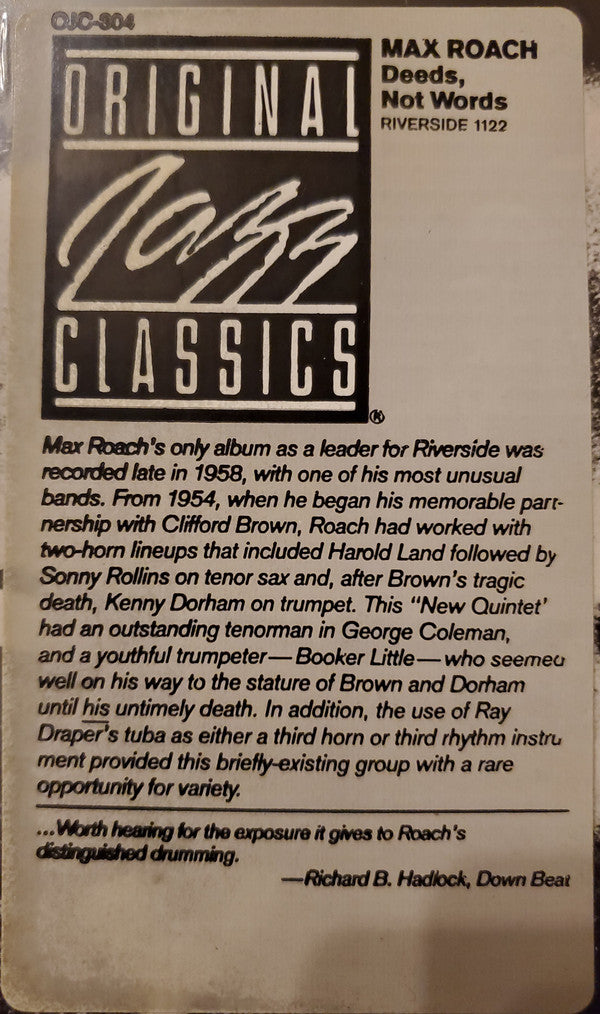 OJC-304
ORIGINAL
Jazz
CLASSICS
®
MAX ROACH
Deeds,
Not Words
RIVERSIDE 1122
Max Roach's only album as a leader for Riverside was
recorded late in 1958, with one of his most unusual
bands. From 1954, when he began his memorable part-
nership with Clifford Brown, Roach had worked with
two-horn lineups that included Harold Land followed by
Sonny Rollins on tenor sax and, after Brown's tragic
death, Kenny Dorham on trumpet. This "New Quintet'
had an outstanding tenorman in George Coleman,
and a youthful trumpeter—Booker Little—who seemed
well on his way to the stature of Brown and Dorham
until his untimely death. In addition, the use of Ray
Draper's tuba as either a third horn or third rhythm instru
ment provided this briefly-existing group with a rare
opportunity for variety.
...Worth hearing for the exposure it gives to Roach's
distinguished drumming.
—Richard B. Hadlock, Down Beat